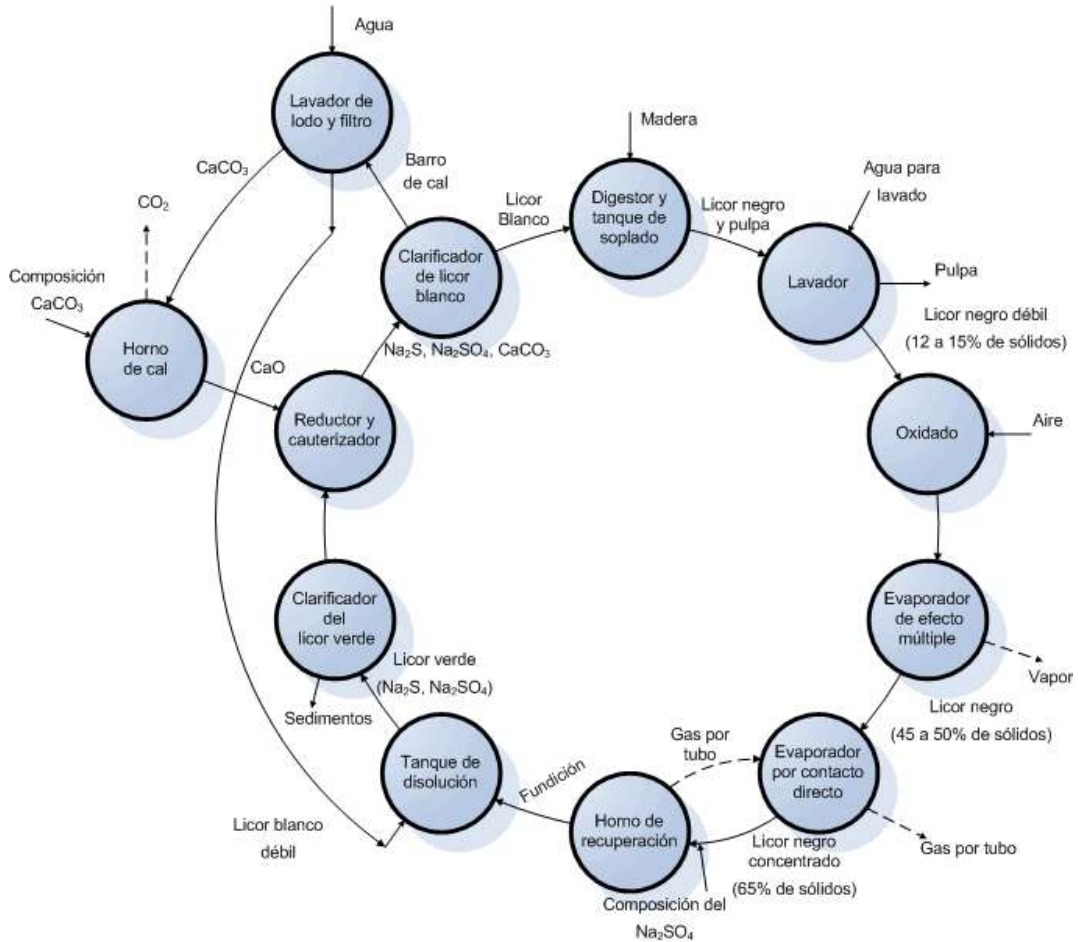 Agua
Lavador de
lodo y filtro
CaCO₃
Barro
de cal
CO₂
Composición
CaCO₃
Horno
de cal
CaO
Clarificador
de licor
blanco
Licor
Blanco
Madera
Digestor y
tanque de
soplado
Licor negro
y pulpa
Agua para
lavado
Lavador
Pulpa
Licor negro débil
(12 a 15% de sólidos)
Na₂S, Na₂SO₄, CaCO₃
Reductor y
cauterizador
Oxidado
Aire
Clarificador
del
licor verde
Sedimentos
Licor verde
(Na₂S, Na₂SO₄)
Evaporador
de efecto
múltiple
Vapor
Licor negro
(45 a 50% de sólidos)
Tanque de
disolución
Fundición
Gas por
tubo
Evaporador
por contacto
directo
Horno de
recuperación
Licor blanco
débil
Licor negro
concentrado
(65% de sólidos)
Gas por tubo
Composición del
Na₂SO₄